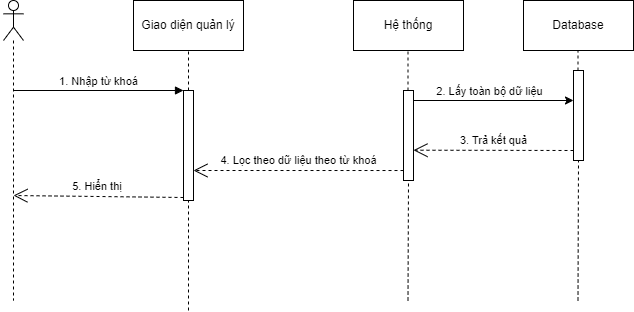 Giao diện quản lý
Hệ thống
Database
1. Nhập từ khoá
2. Lấy toàn bộ dữ liệu
3. Trả kết quả
4. Lọc theo dữ liệu theo từ khoá
5. Hiển thị